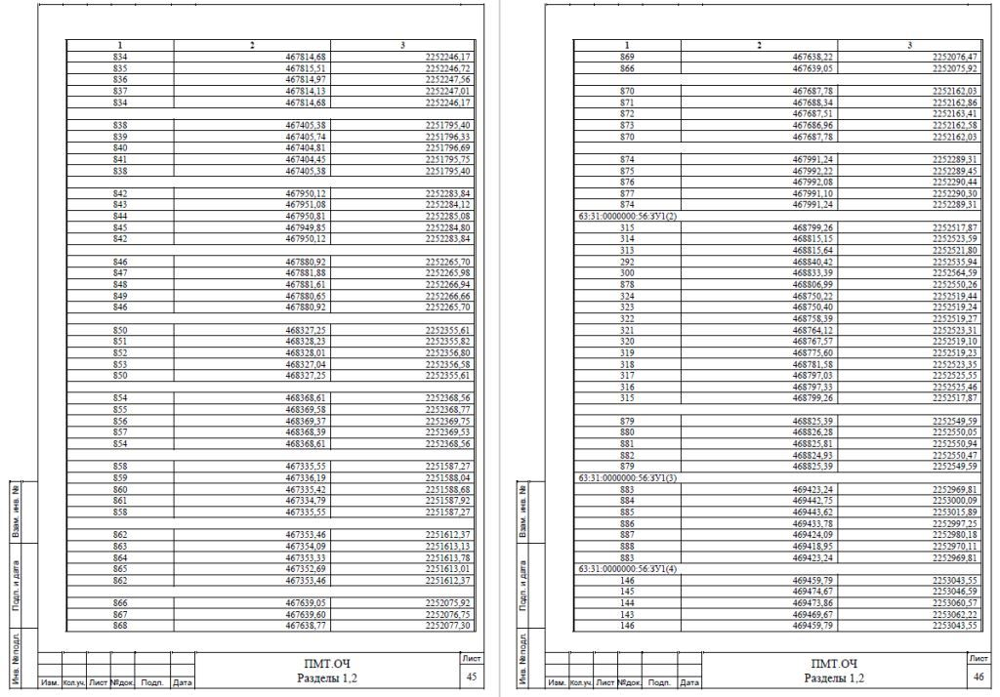 1 2 3
834 467814,68 2252246,17
835 467815,51 2252246,72
836 467814,97 2252247,56
837 467814,13 2252247,01
834 467814,68 2252246,17
838 467405,38 2251795,40
839 467405,74 2251796,33
840 467404,81 2251796,69
841 467404,45 2251795,75
838 467405,38 2251795,40
842 467950,12 2252283,84
843 467951,08 2252284,12
844 467950,81 2252285,08
845 467949,85 2252284,80
842 467950,12 2252283,84
846 467880,92 2252265,70
847 467881,88 2252265,98
848 467881,61 2252266,94
849 467880,65 2252266,66
846 467880,92 2252265,70
850 468327,25 2252355,61
851 468328,23 2252355,82
852 468328,01 2252356,80
853 468327,04 2252356,58
850 468327,25 2252355,61
854 468368,61 2252368,56
855 468369,58 2252368,77
856 468369,37 2252369,75
857 468368,39 2252369,53
854 468368,61 2252368,56
858 467335,55 2251587,27
859 467336,19 2251588,04
860 467335,42 2251588,68
861 467334,79 2251587,92
858 467335,55 2251587,27
862 467353,46 2251612,37
863 467354,09 2251613,13
864 467353,33 2251613,78
865 467352,69 2251613,01
862 467353,46 2251612,37
866 467639,05 2252075,92
867 467639,60 2252076,75
868 467638,77 2252077,30
Взам. инв. №
Подп. и дата
Инв. №подл.
Изм. Кол.уч. Лист №док. Подп. Дата
ПМТ.ОЧ
Разделы 1,2
Лист
45
1 2 3
869 467638,22 2252076,47
866 467639,05 2252075,92
870 467687,78 2252162,03
871 467688,34 2252162,86
872 467687,51 2252163,41
873 467686,96 2252162,58
870 467687,78 2252162,03
874 467991,24 2252289,31
875 467992,22 2252289,45
876 467992,08 2252290,44
877 467991,10 2252290,30
874 467991,24 2252289,31
63:31:0000000:56:ЗУ1(2)
315 468799,26 2252517,87
314 468815,15 2252523,59
313 468815,64 2252521,80
292 468840,42 2252535,94
300 468833,39 2252564,59
878 468806,99 2252550,26
324 468750,22 2252519,44
323 468750,40 2252519,24
322 468758,39 2252519,27
321 468764,12 2252523,31
320 468767,57 2252519,10
319 468775,60 2252519,23
318 468781,58 2252523,35
317 468797,03 2252525,55
316 468797,33 2252525,46
315 468799,26 2252517,87
879 468825,39 2252549,59
880 468826,28 2252550,05
881 468825,81 2252550,94
882 468824,93 2252550,47
879 468825,39 2252549,59
63:31:0000000:56:ЗУ1(3)
883 469423,24 2252969,81
884 469442,75 2253000,09
885 469443,62 2253015,89
886 469433,78 2252997,25
887 469424,09 2252980,18
888 469418,95 2252970,11
883 469423,24 2252969,81
63:31:0000000:56:ЗУ1(4)
146 469459,79 2253043,55
145 469474,67 2253046,59
144 469473,86 2253060,57
143 469469,67 2253062,22
146 469459,79 2253043,55
Взам. инв. №
Подп. и дата
Инв. №подл.
Изм. Кол.уч. Лист №док. Подп. Дата
ПМТ.ОЧ
Разделы 1,2
Лист
46